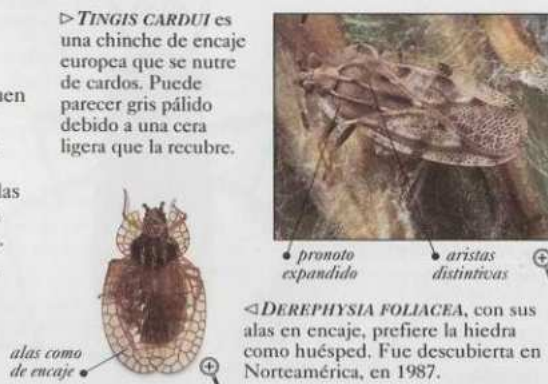 ▷ TINGIS CARDUI es
una chinche de encaje
europea que se nutre
de cardos. Puede
parecer gris pálido
debido a una cera
ligera que la recubre.
pronoto
expandido
aristas
distintivas
◁ DEREPHYSIA FOLIACEA, con sus
alas en encaje, prefiere la hiedra
como huésped. Fue descubierta en
Norteamérica, en 1987.
alas como
de encaje